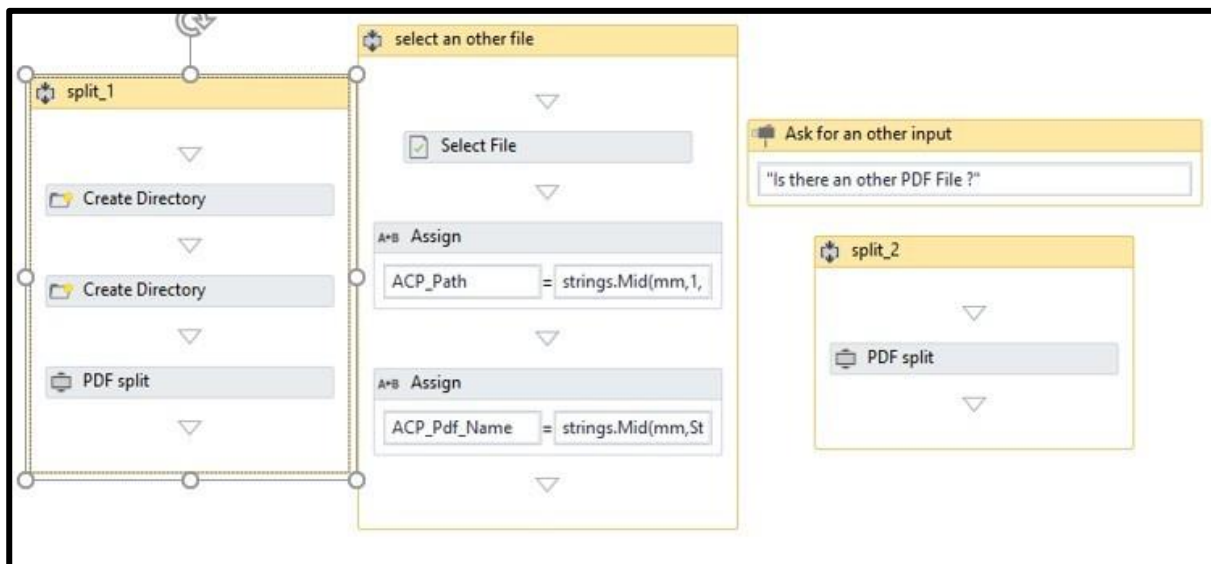 split_1
Create Directory
Create Directory
PDF split
select an other file
Select File
A+B Assign
ACP_Path = strings.Mid(mm,1,
A+B Assign
ACP_Pdf_Name = strings.Mid(mm,St
Ask for an other input
"Is there an other PDF File ?"
split_2
PDF split